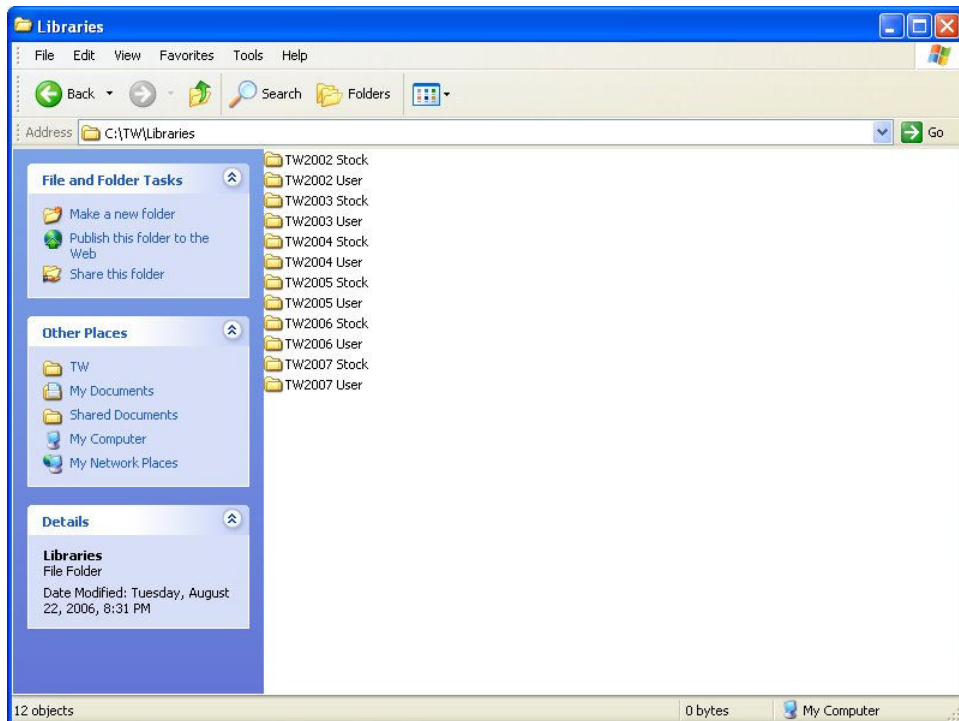 Libraries
File Edit View Favorites Tools Help
Back Search Folders
Address C:\TW\Libraries Go
File and Folder Tasks
Make a new folder
Publish this folder to the
Web
Share this folder
Other Places
TW
My Documents
Shared Documents
My Computer
My Network Places
Details
Libraries
File Folder
Date Modified: Tuesday, August
22, 2006, 8:31 PM
TW2002 Stock
TW2002 User
TW2003 Stock
TW2003 User
TW2004 Stock
TW2004 User
TW2005 Stock
TW2005 User
TW2006 Stock
TW2006 User
TW2007 Stock
TW2007 User
12 objects 0 bytes My Computer